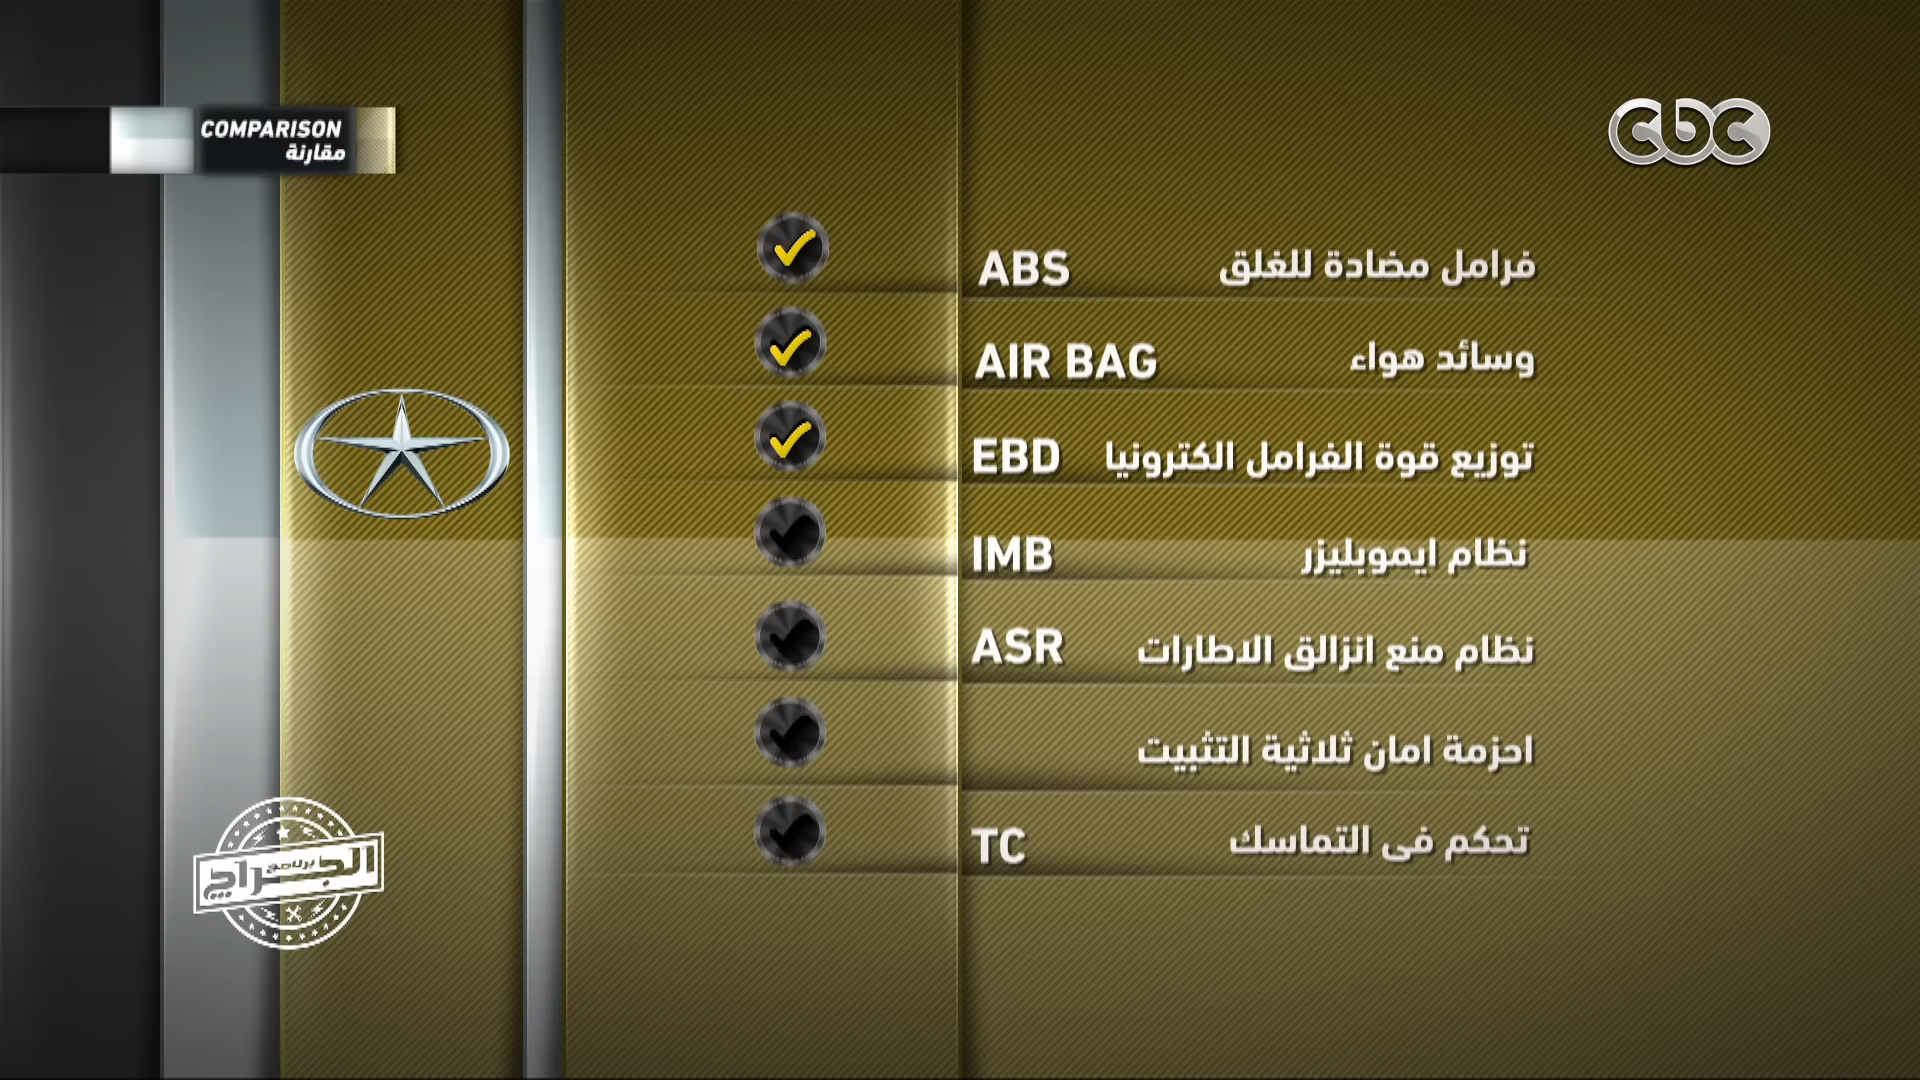 COMPARISON
مقارنة
cbc
ABS فرامل مضادة للغلق
AIR BAG وسائد هواء
EBD توزيع قوة الفرامل الكترونيا
IMB نظام ايموبليزر
ASR نظام منع انزالق الاطارات
احزمة امان ثلاثية التثبيت
TC تحكم فى التماسك
برنامج
الجراج